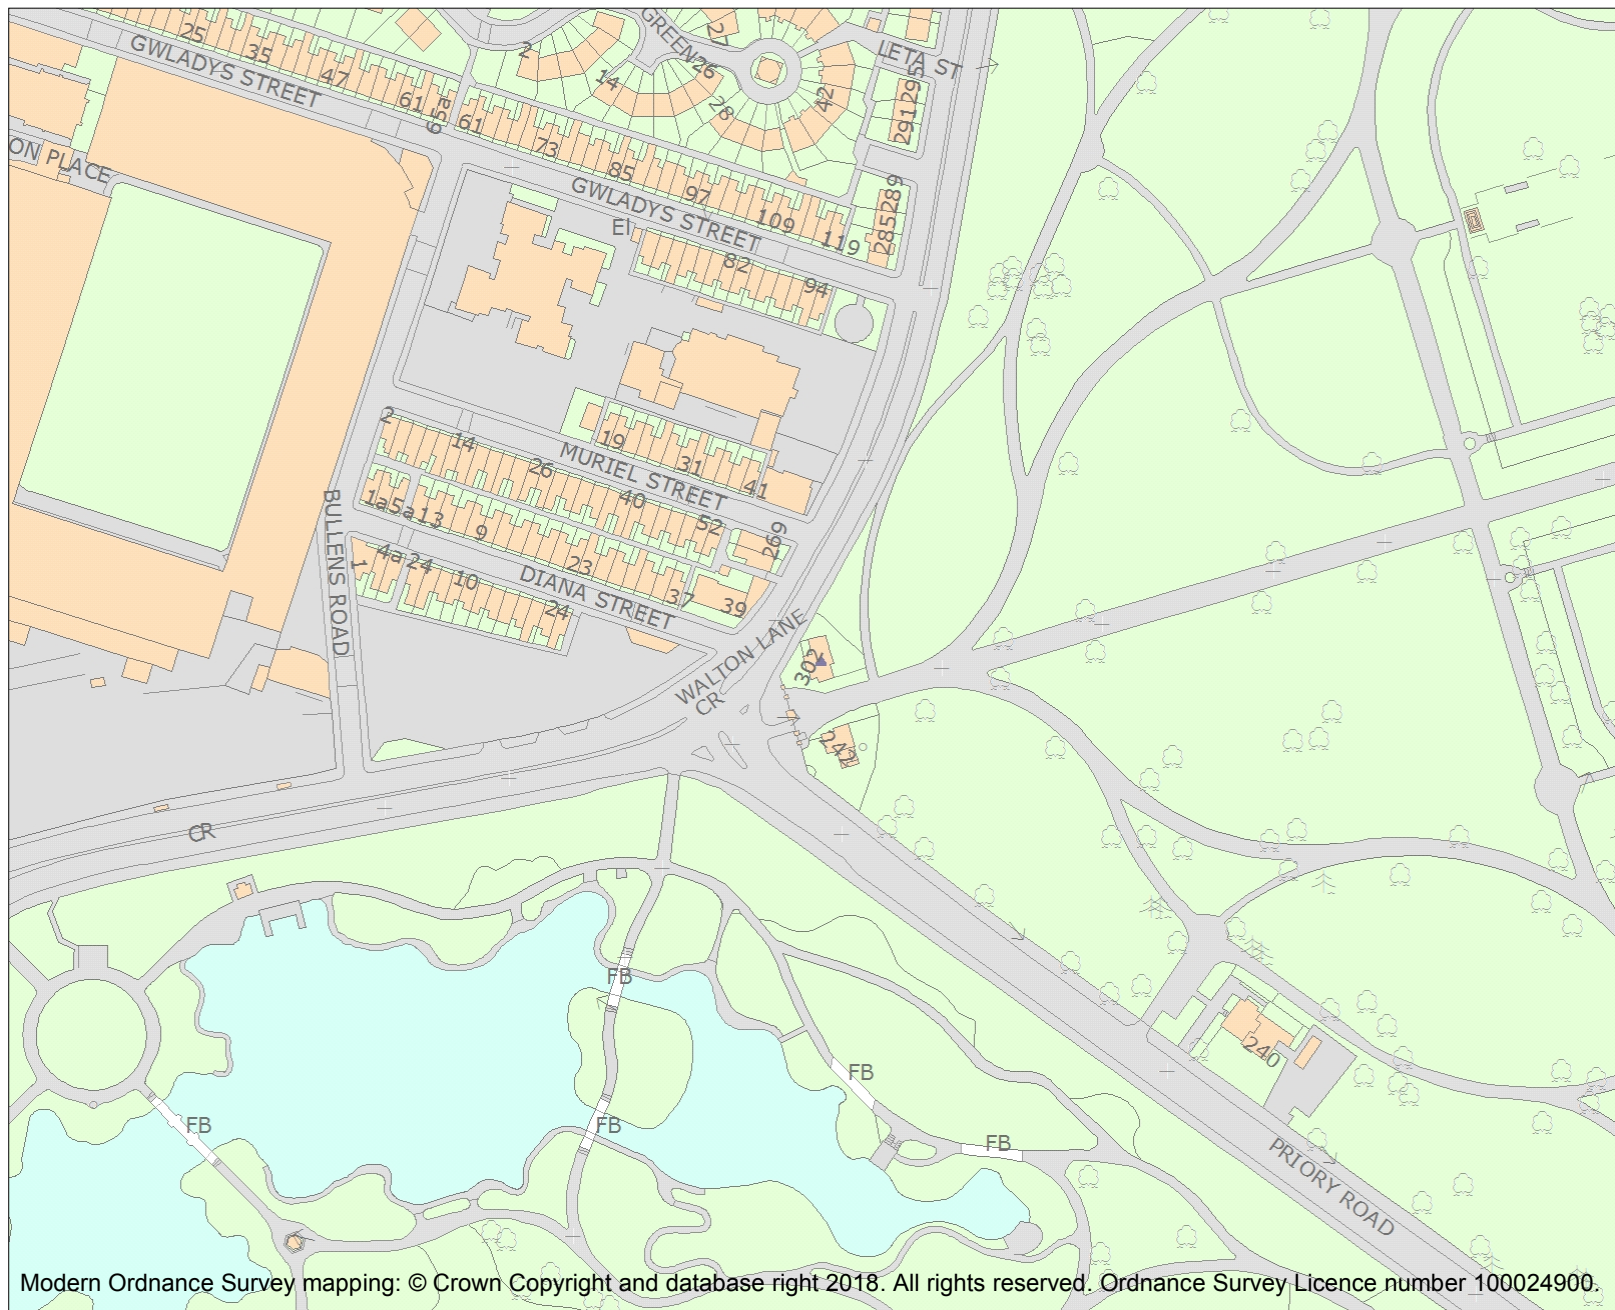 25
35
47
61
65a
GWLADYS STREET
2
14
GREEN
26
27
28
42
LETA ST
295
291
61
73
85
97
109
119
289
285
ON PLACE
GWLADYS STREET
El
82
94
2
14
26
40
52
MURIEL STREET
19
31
41
269
1a
5a
13
9
23
37
39
BULLENS ROAD
1
4a
24
10
24
DIANA STREET
WALTON LANE
CR
302
242
CR
FB
FB
FB
FB
FB
240
PRIORY ROAD
Modern Ordnance Survey mapping: © Crown Copyright and database right 2018. All rights reserved. Ordnance Survey Licence number 100024900.